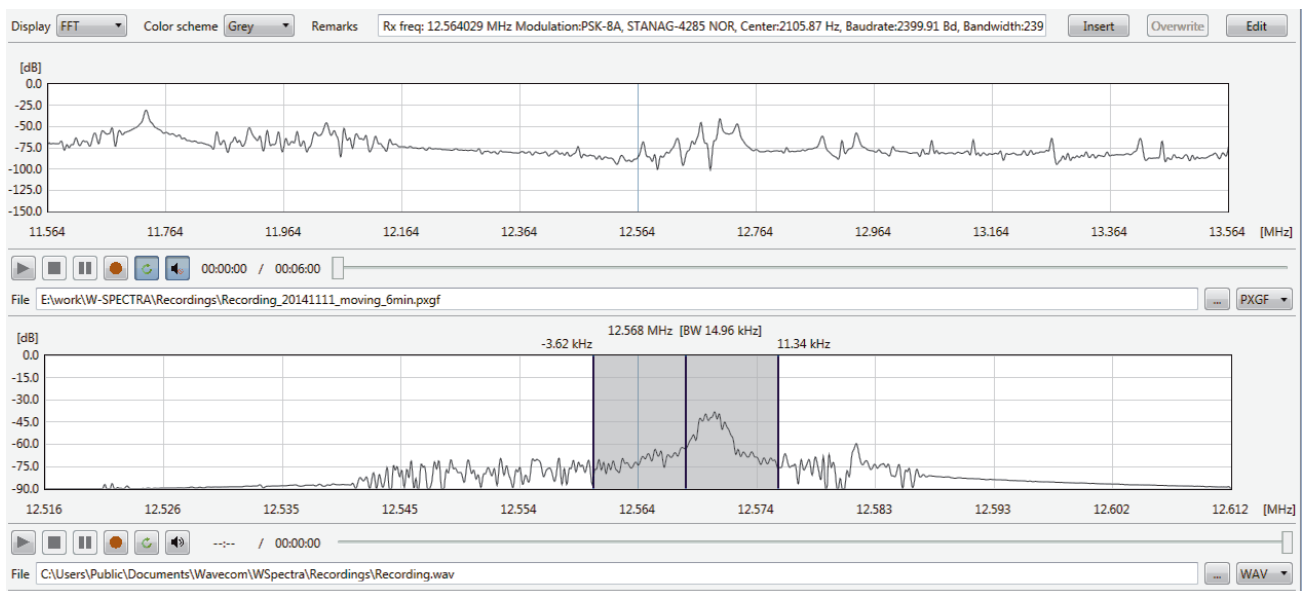 Display FFT Color scheme Grey Remarks Rx freq: 12.564029 MHz Modulation:PSK-8A, STANAG-4285 NOR, Center:2105.87 Hz, Baudrate:2399.91 Bd, Bandwidth:239 Insert Overwrite Edit
[dB]
0.0
-25.0
-50.0
-75.0
-100.0
-125.0
-150.0
11.564 11.764 11.964 12.164 12.364 12.564 12.764 12.964 13.164 13.364 13.564 [MHz]
00:00:00 / 00:06:00
File E:\work\W-SPECTRA\Recordings\Recording_20141111_moving_6min.pxgf ... PXGF
12.568 MHz [BW 14.96 kHz]
[dB] -3.62 kHz 11.34 kHz
0.0
-15.0
-30.0
-45.0
-60.0
-75.0
-90.0
12.516 12.526 12.535 12.545 12.554 12.564 12.574 12.583 12.593 12.602 12.612 [MHz]
--:-- / 00:00:00
File C:\Users\Public\Documents\Wavecom\WSpectra\Recordings\Recording.wav ... WAV